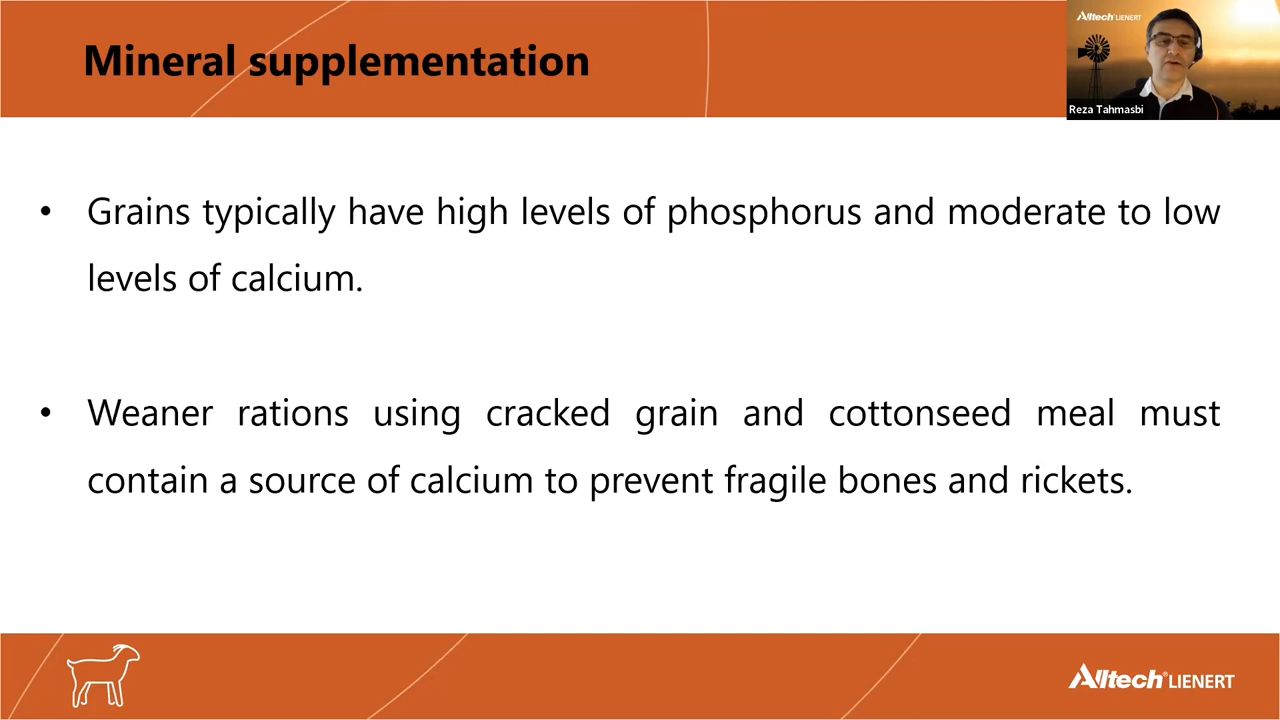 Mineral supplementation
Alltech LIENERT
Reza Tahmasbi
• Grains typically have high levels of phosphorus and moderate to low
levels of calcium.
• Weaner rations using cracked grain and cottonseed meal must
contain a source of calcium to prevent fragile bones and rickets.
Alltech® LIENERT